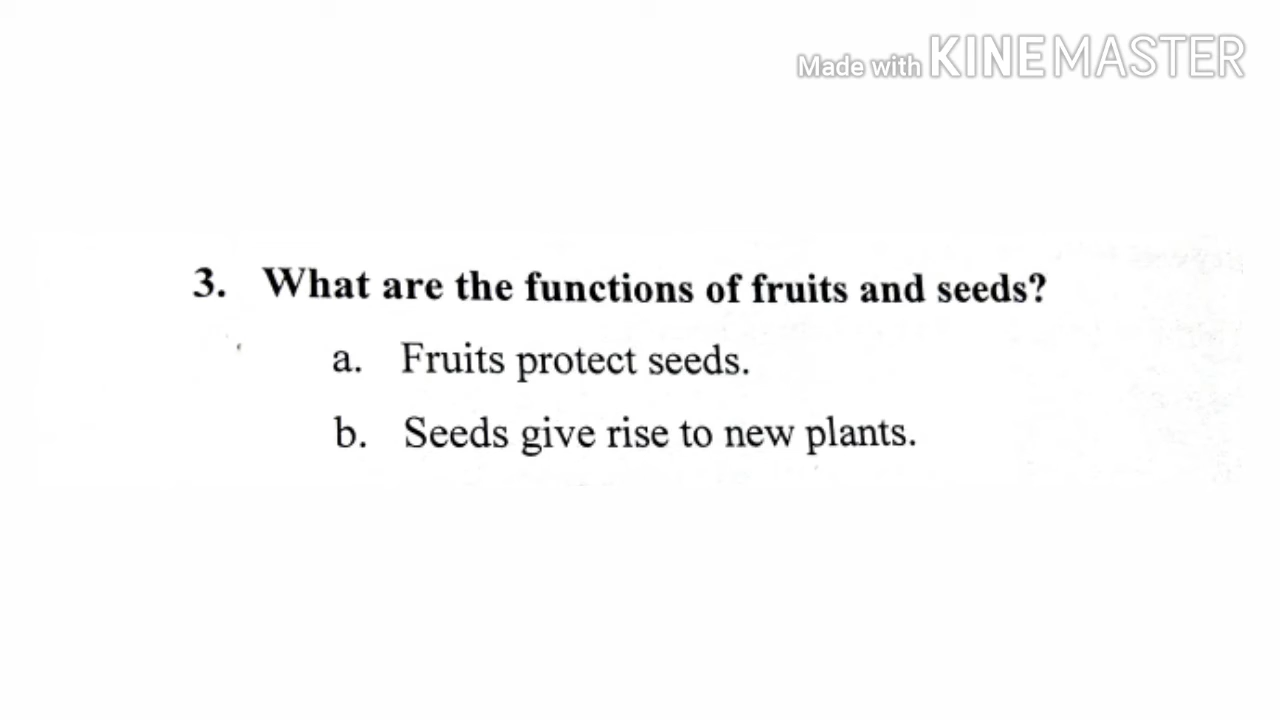 Made with KINEMASTER
3. What are the functions of fruits and seeds?
a. Fruits protect seeds.
b. Seeds give rise to new plants.